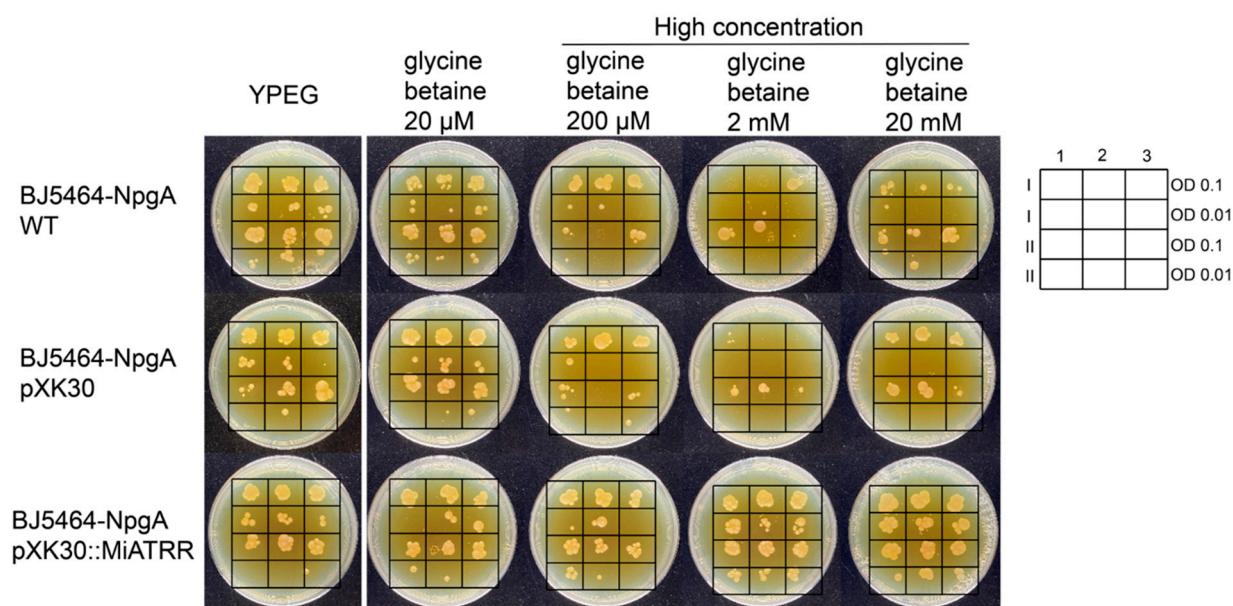 High concentration
YPEG
glycine
betaine
20 µM
glycine
betaine
200 µM
glycine
betaine
2 mM
glycine
betaine
20 mM
BJ5464-NpgA
WT
BJ5464-NpgA
pXK30
BJ5464-NpgA
pXK30::MiATRR
1 2 3
I OD 0.1
I OD 0.01
II OD 0.1
II OD 0.01